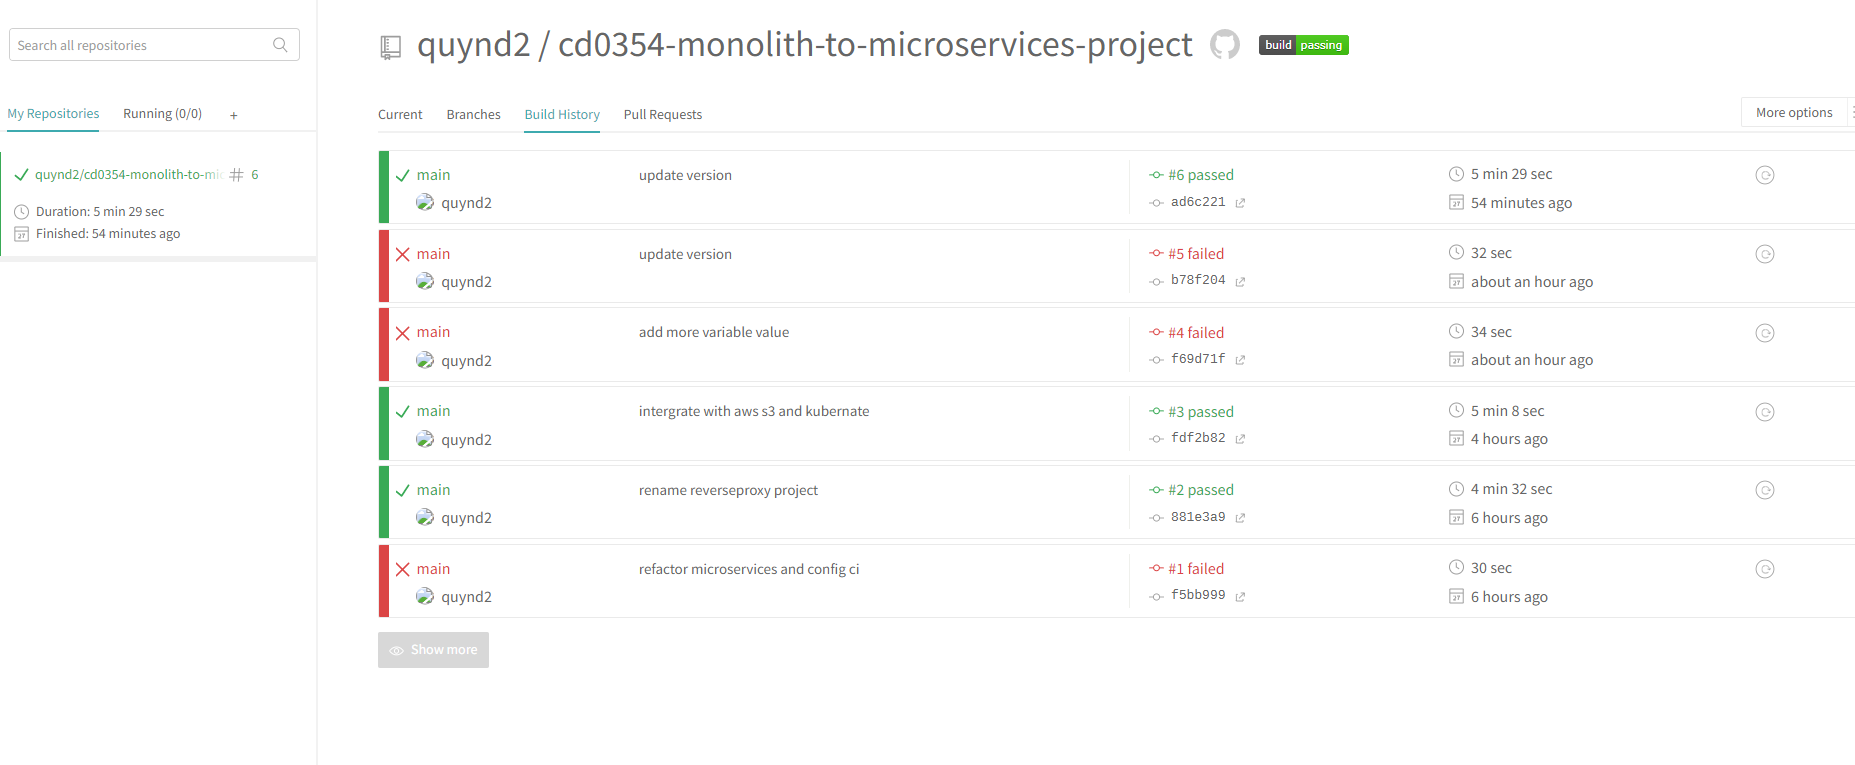 Search all repositories
My Repositories
Running (0/0)
+
quynd2/cd0354-monolith-to-mic
6
Duration: 5 min 29 sec
Finished: 54 minutes ago
quynd2 / cd0354-monolith-to-microservices-project
build passing
Current
Branches
Build History
Pull Requests
More options
main
update version
#6 passed
5 min 29 sec
quynd2
ad6c221
54 minutes ago
main
update version
#5 failed
32 sec
quynd2
b78f204
about an hour ago
main
add more variable value
#4 failed
34 sec
quynd2
f69d71f
about an hour ago
main
intergrate with aws s3 and kubernate
#3 passed
5 min 8 sec
quynd2
fdf2b82
4 hours ago
main
rename reverseproxy project
#2 passed
4 min 32 sec
quynd2
881e3a9
6 hours ago
main
refactor microservices and config ci
#1 failed
30 sec
quynd2
f5bb999
6 hours ago
Show more